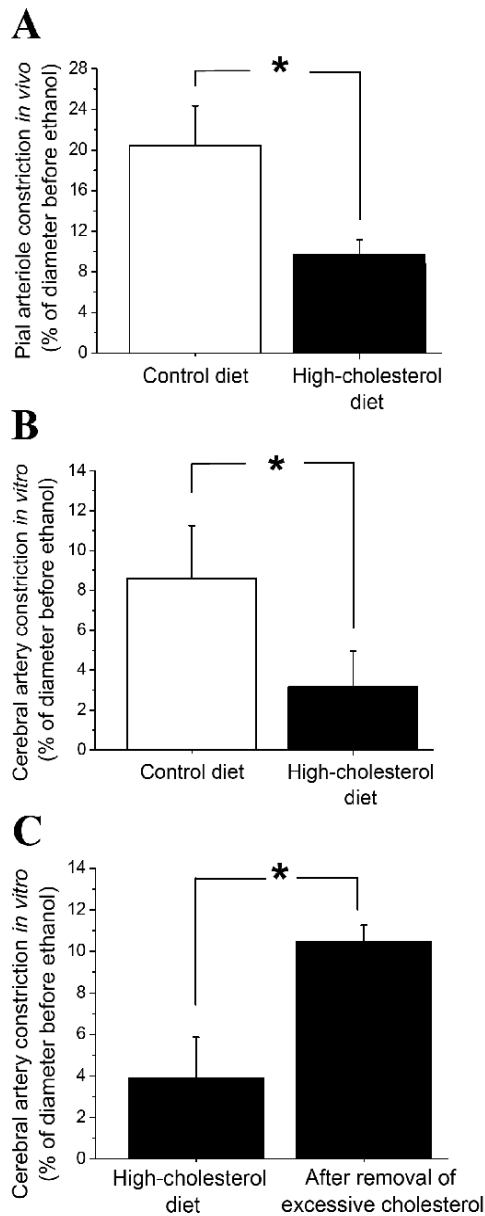 A
Pial arteriole constriction in vivo
(% of diameter before ethanol)
28
24
20
16
12
8
4
0
*
Control diet
High-cholesterol
diet
B
Cerebral artery constriction in vitro
(% of diameter before ethanol)
14
12
10
8
6
4
2
0
*
Control diet
High-cholesterol
diet
C
Cerebral artery constriction in vitro
(% of diameter before ethanol)
14
12
10
8
6
4
2
0
*
High-cholesterol
diet
After removal of
excessive cholesterol